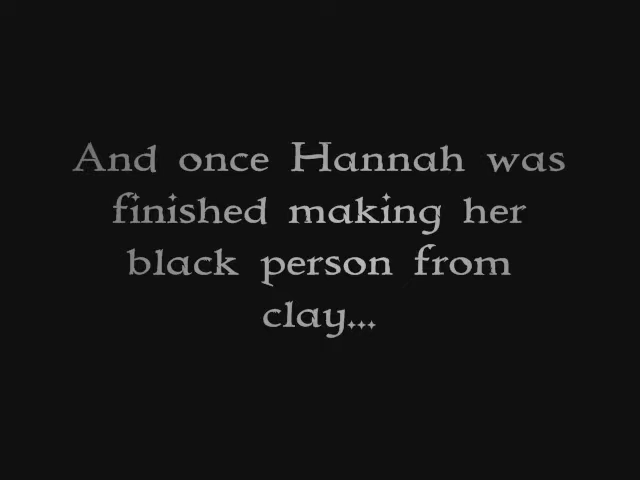 And once Hannah was
finished making her
black person from
clay...